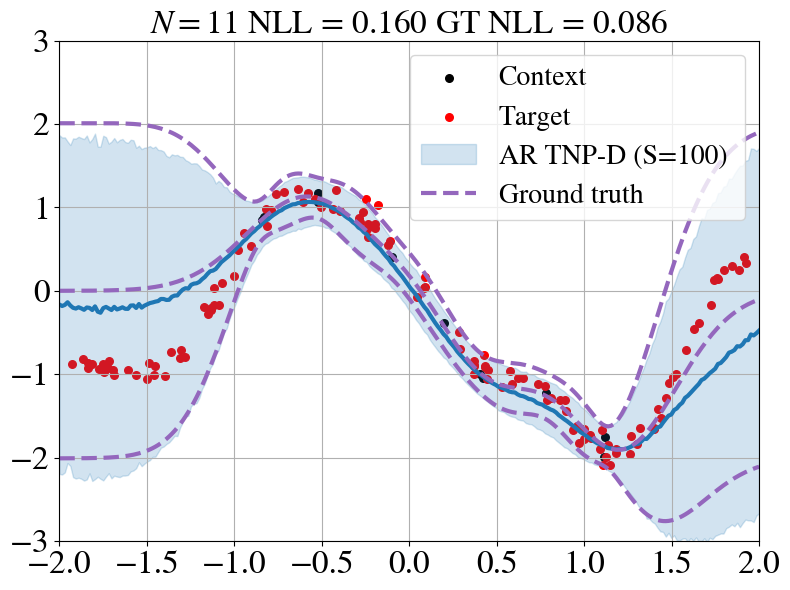 N = 11 NLL = 0.160 GT NLL = 0.086
Context
Target
AR TNP-D (S=100)
Ground truth
3
2
1
0
−1
−2
−3
−2.0 −1.5 −1.0 −0.5 0.0 0.5 1.0 1.5 2.0